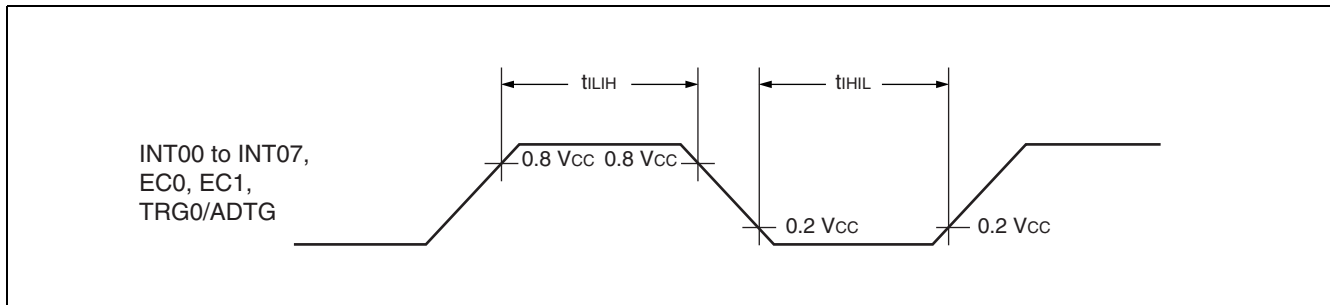 tILIH tIHIL
INT00 to INT07,
EC0, EC1,
TRG0/ADTG
0.8 VCC 0.8 VCC
0.2 VCC 0.2 VCC